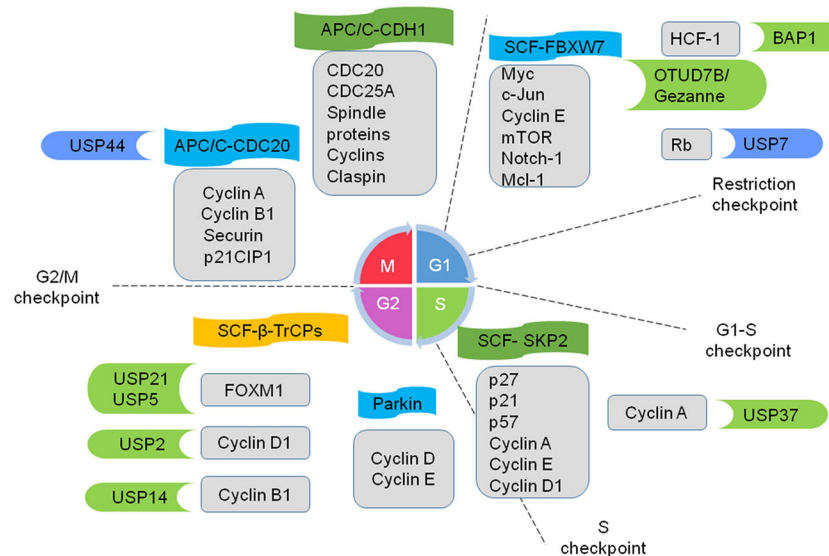 APC/C-CDH1
CDC20
CDC25A
Spindle
proteins
Cyclins
Claspin
SCF-FBXW7
Myc
c-Jun
Cyclin E
mTOR
Notch-1
Mcl-1
HCF-1
BAP1
OTUD7B/
Gezanne
Rb
USP7
USP44
APC/C-CDC20
Cyclin A
Cyclin B1
Securin
p21CIP1
Restriction
checkpoint
M
G1
G2
S
G2/M
checkpoint
G1-S
checkpoint
SCF-β-TrCPs
USP21
USP5
FOXM1
USP2
Cyclin D1
USP14
Cyclin B1
Parkin
Cyclin D
Cyclin E
SCF- SKP2
p27
p21
p57
Cyclin A
Cyclin E
Cyclin D1
Cyclin A
USP37
S
checkpoint